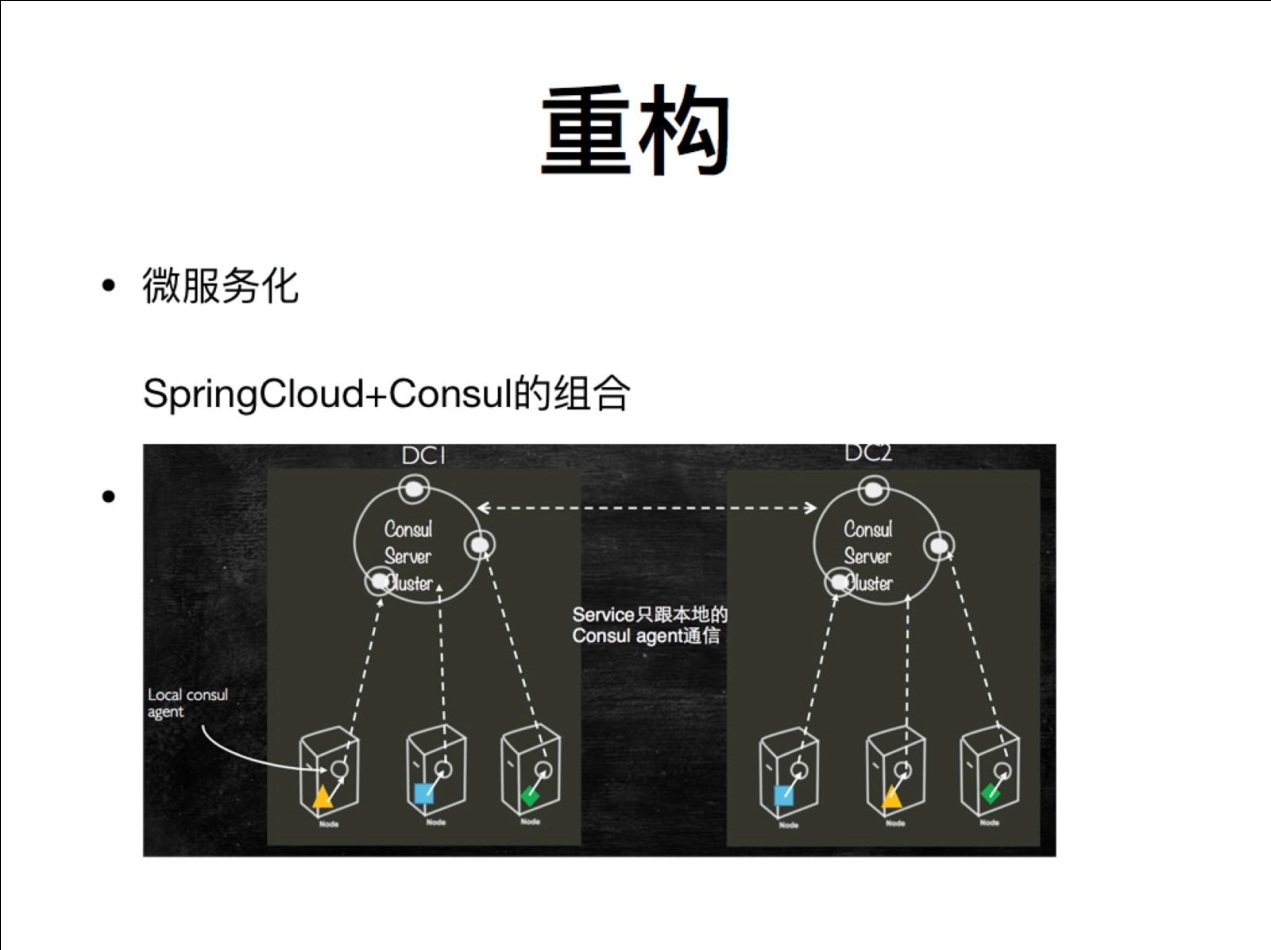 重构
• 微服务化
SpringCloud+Consul的组合
•
DC1
DC2
Consul
Server
Cluster
Consul
Server
Cluster
Service只跟本地的
Consul agent通信
Local consul
agent
Node
Node
Node
Node
Node
Node